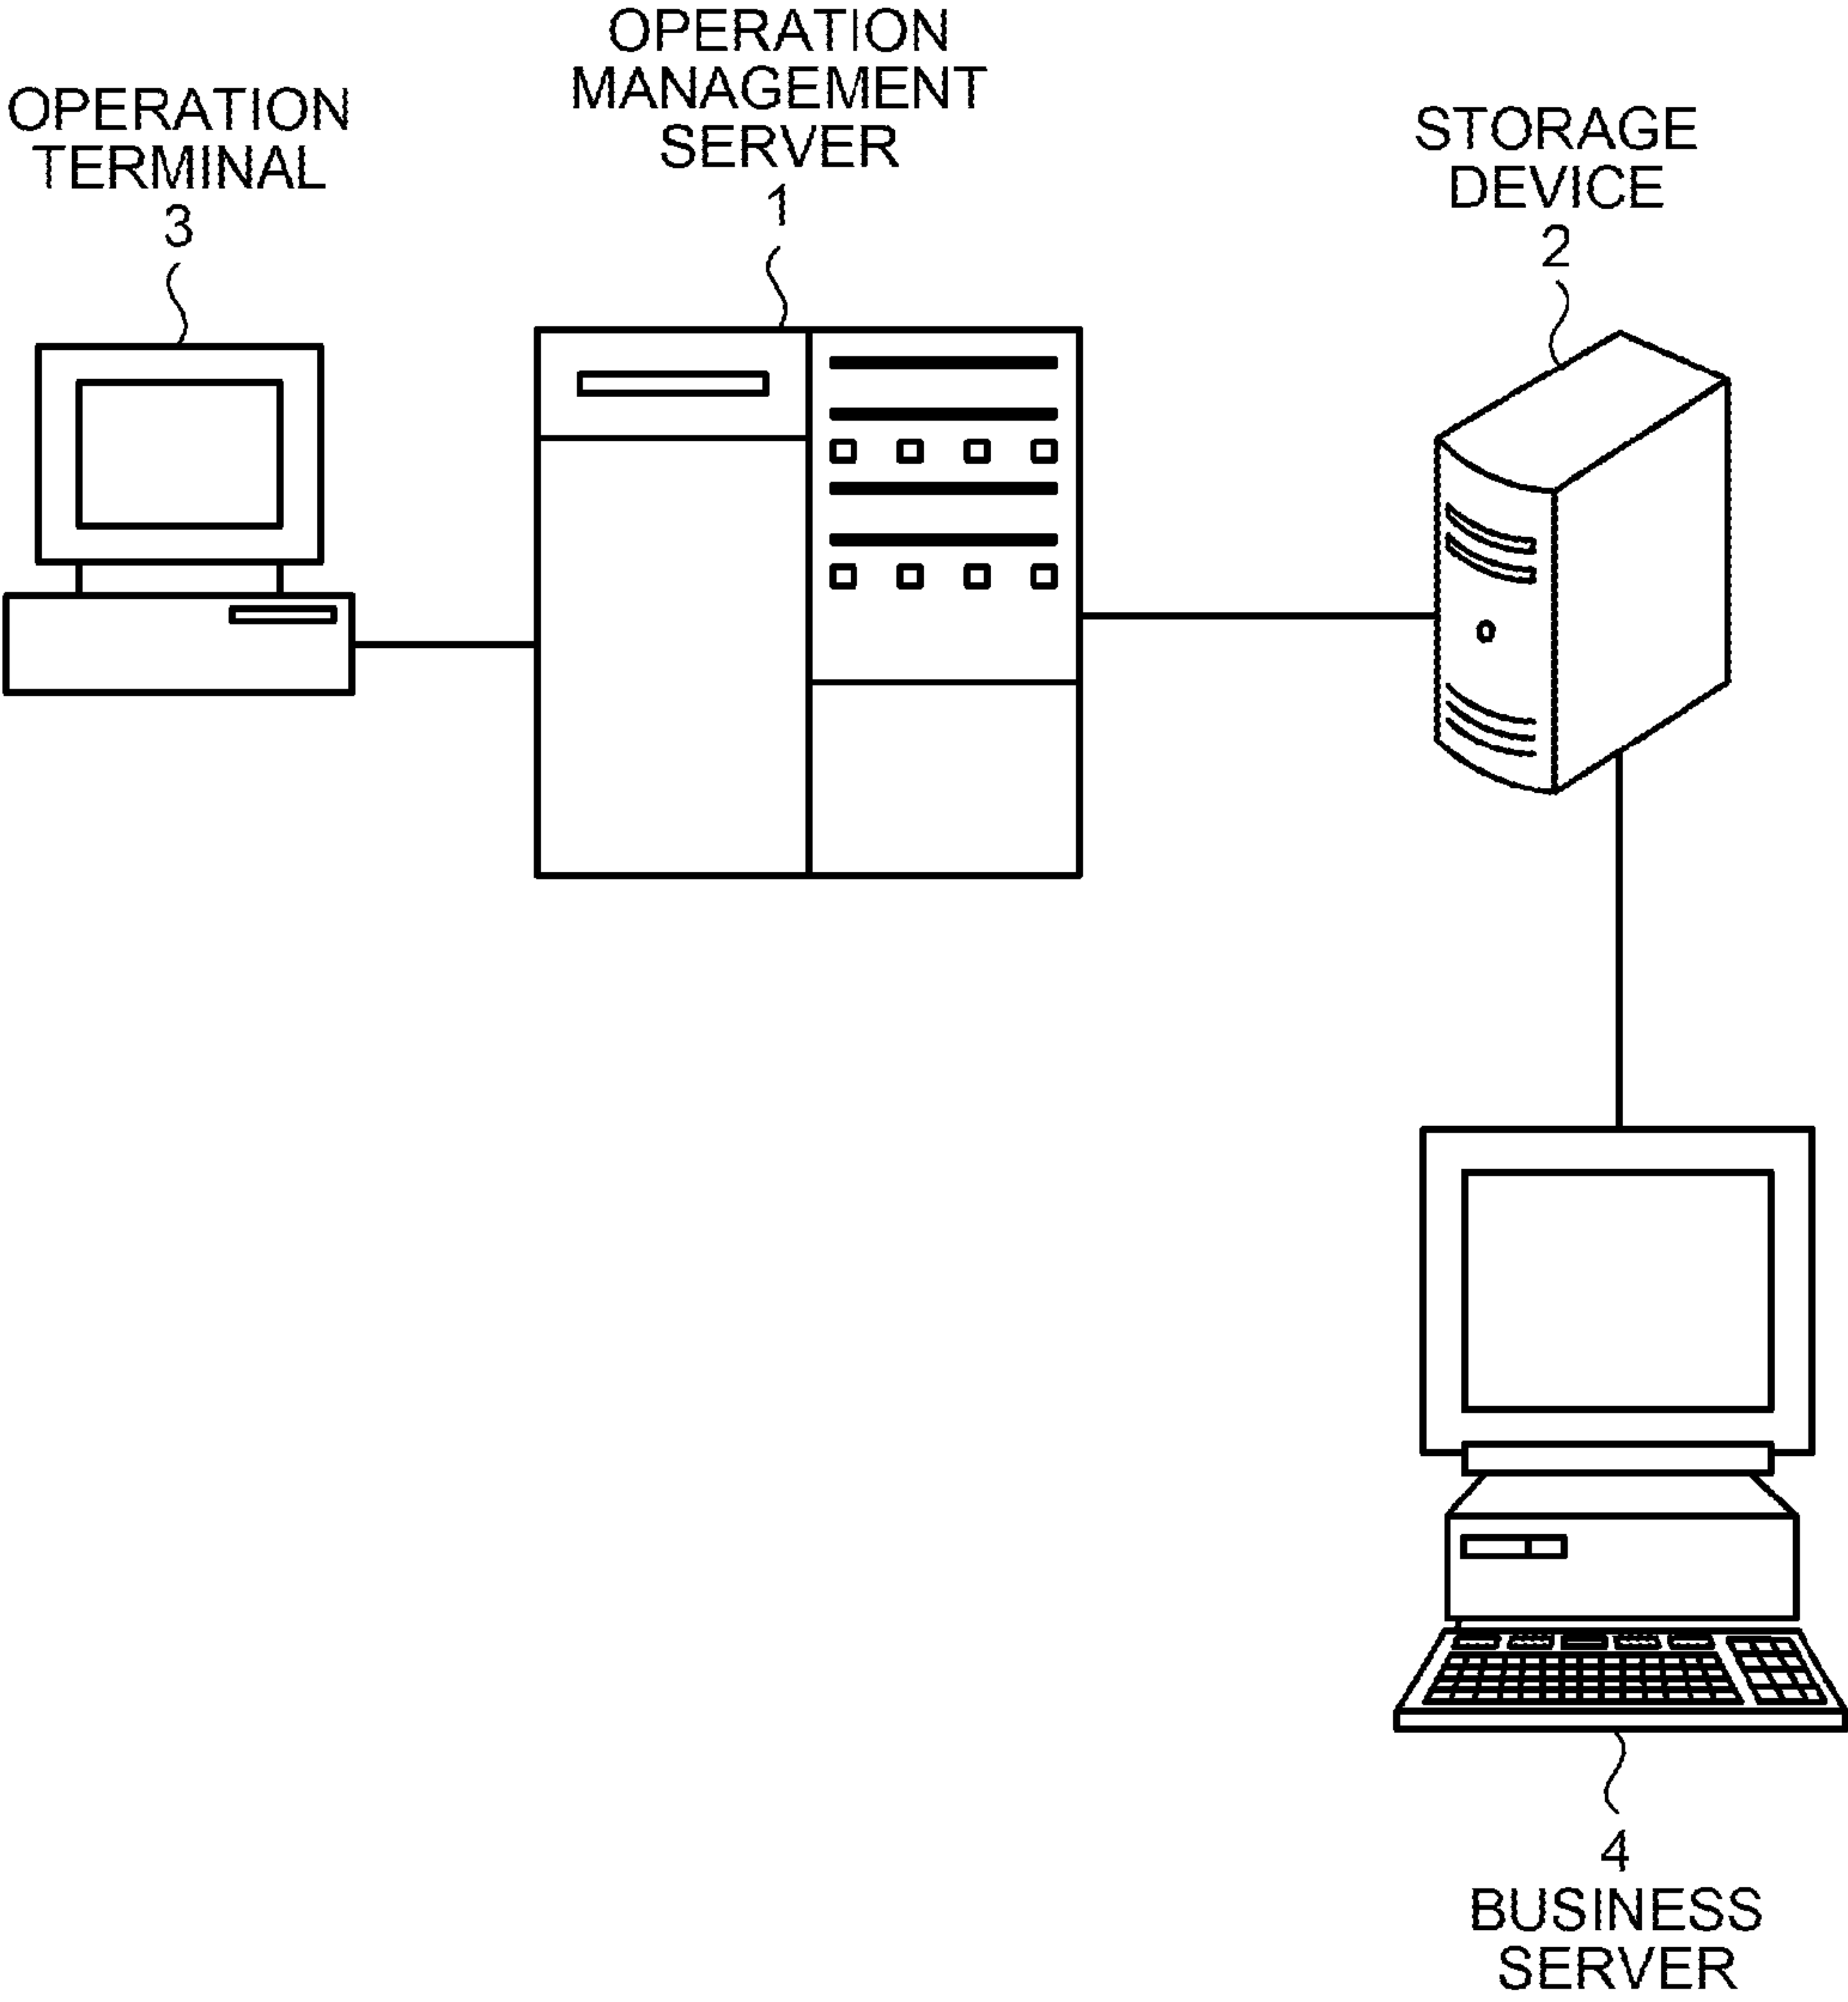 OPERATION
TERMINAL
3
OPERATION
MANAGEMENT
SERVER
1
STORAGE
DEVICE
2
4
BUSINESS
SERVER